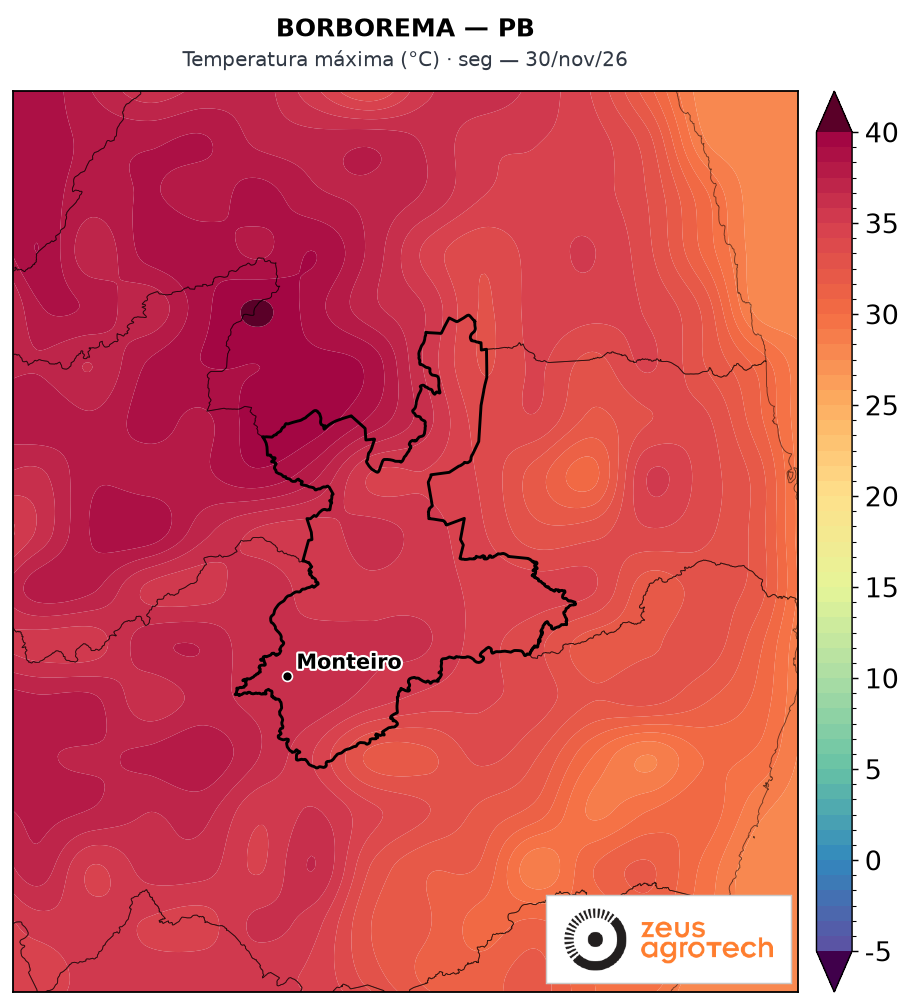 BORBOREMA — PB
Temperatura máxima (°C) · seg — 30/nov/26
40
35
30
25
20
15
10
5
0
-5
Monteiro
zeus
agrotech